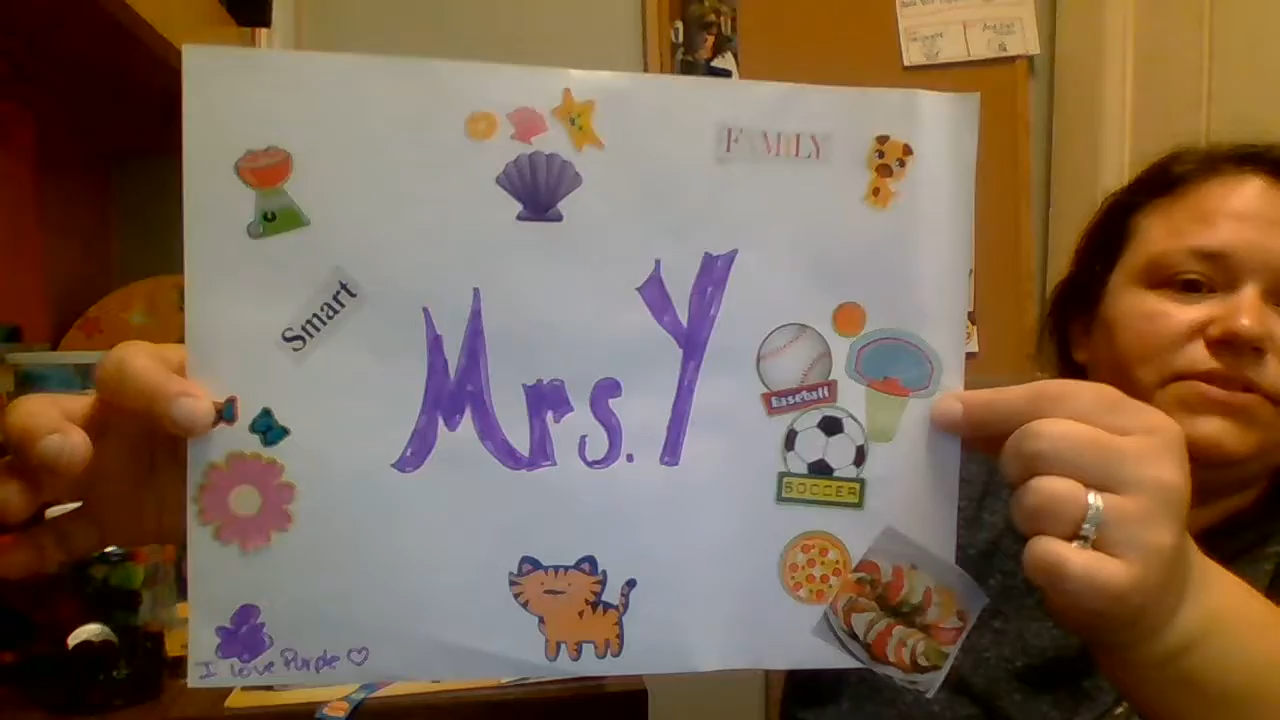 FAMILY
Smart
Mrs. Y
Baseball
SOCCER
I love Purple ♡